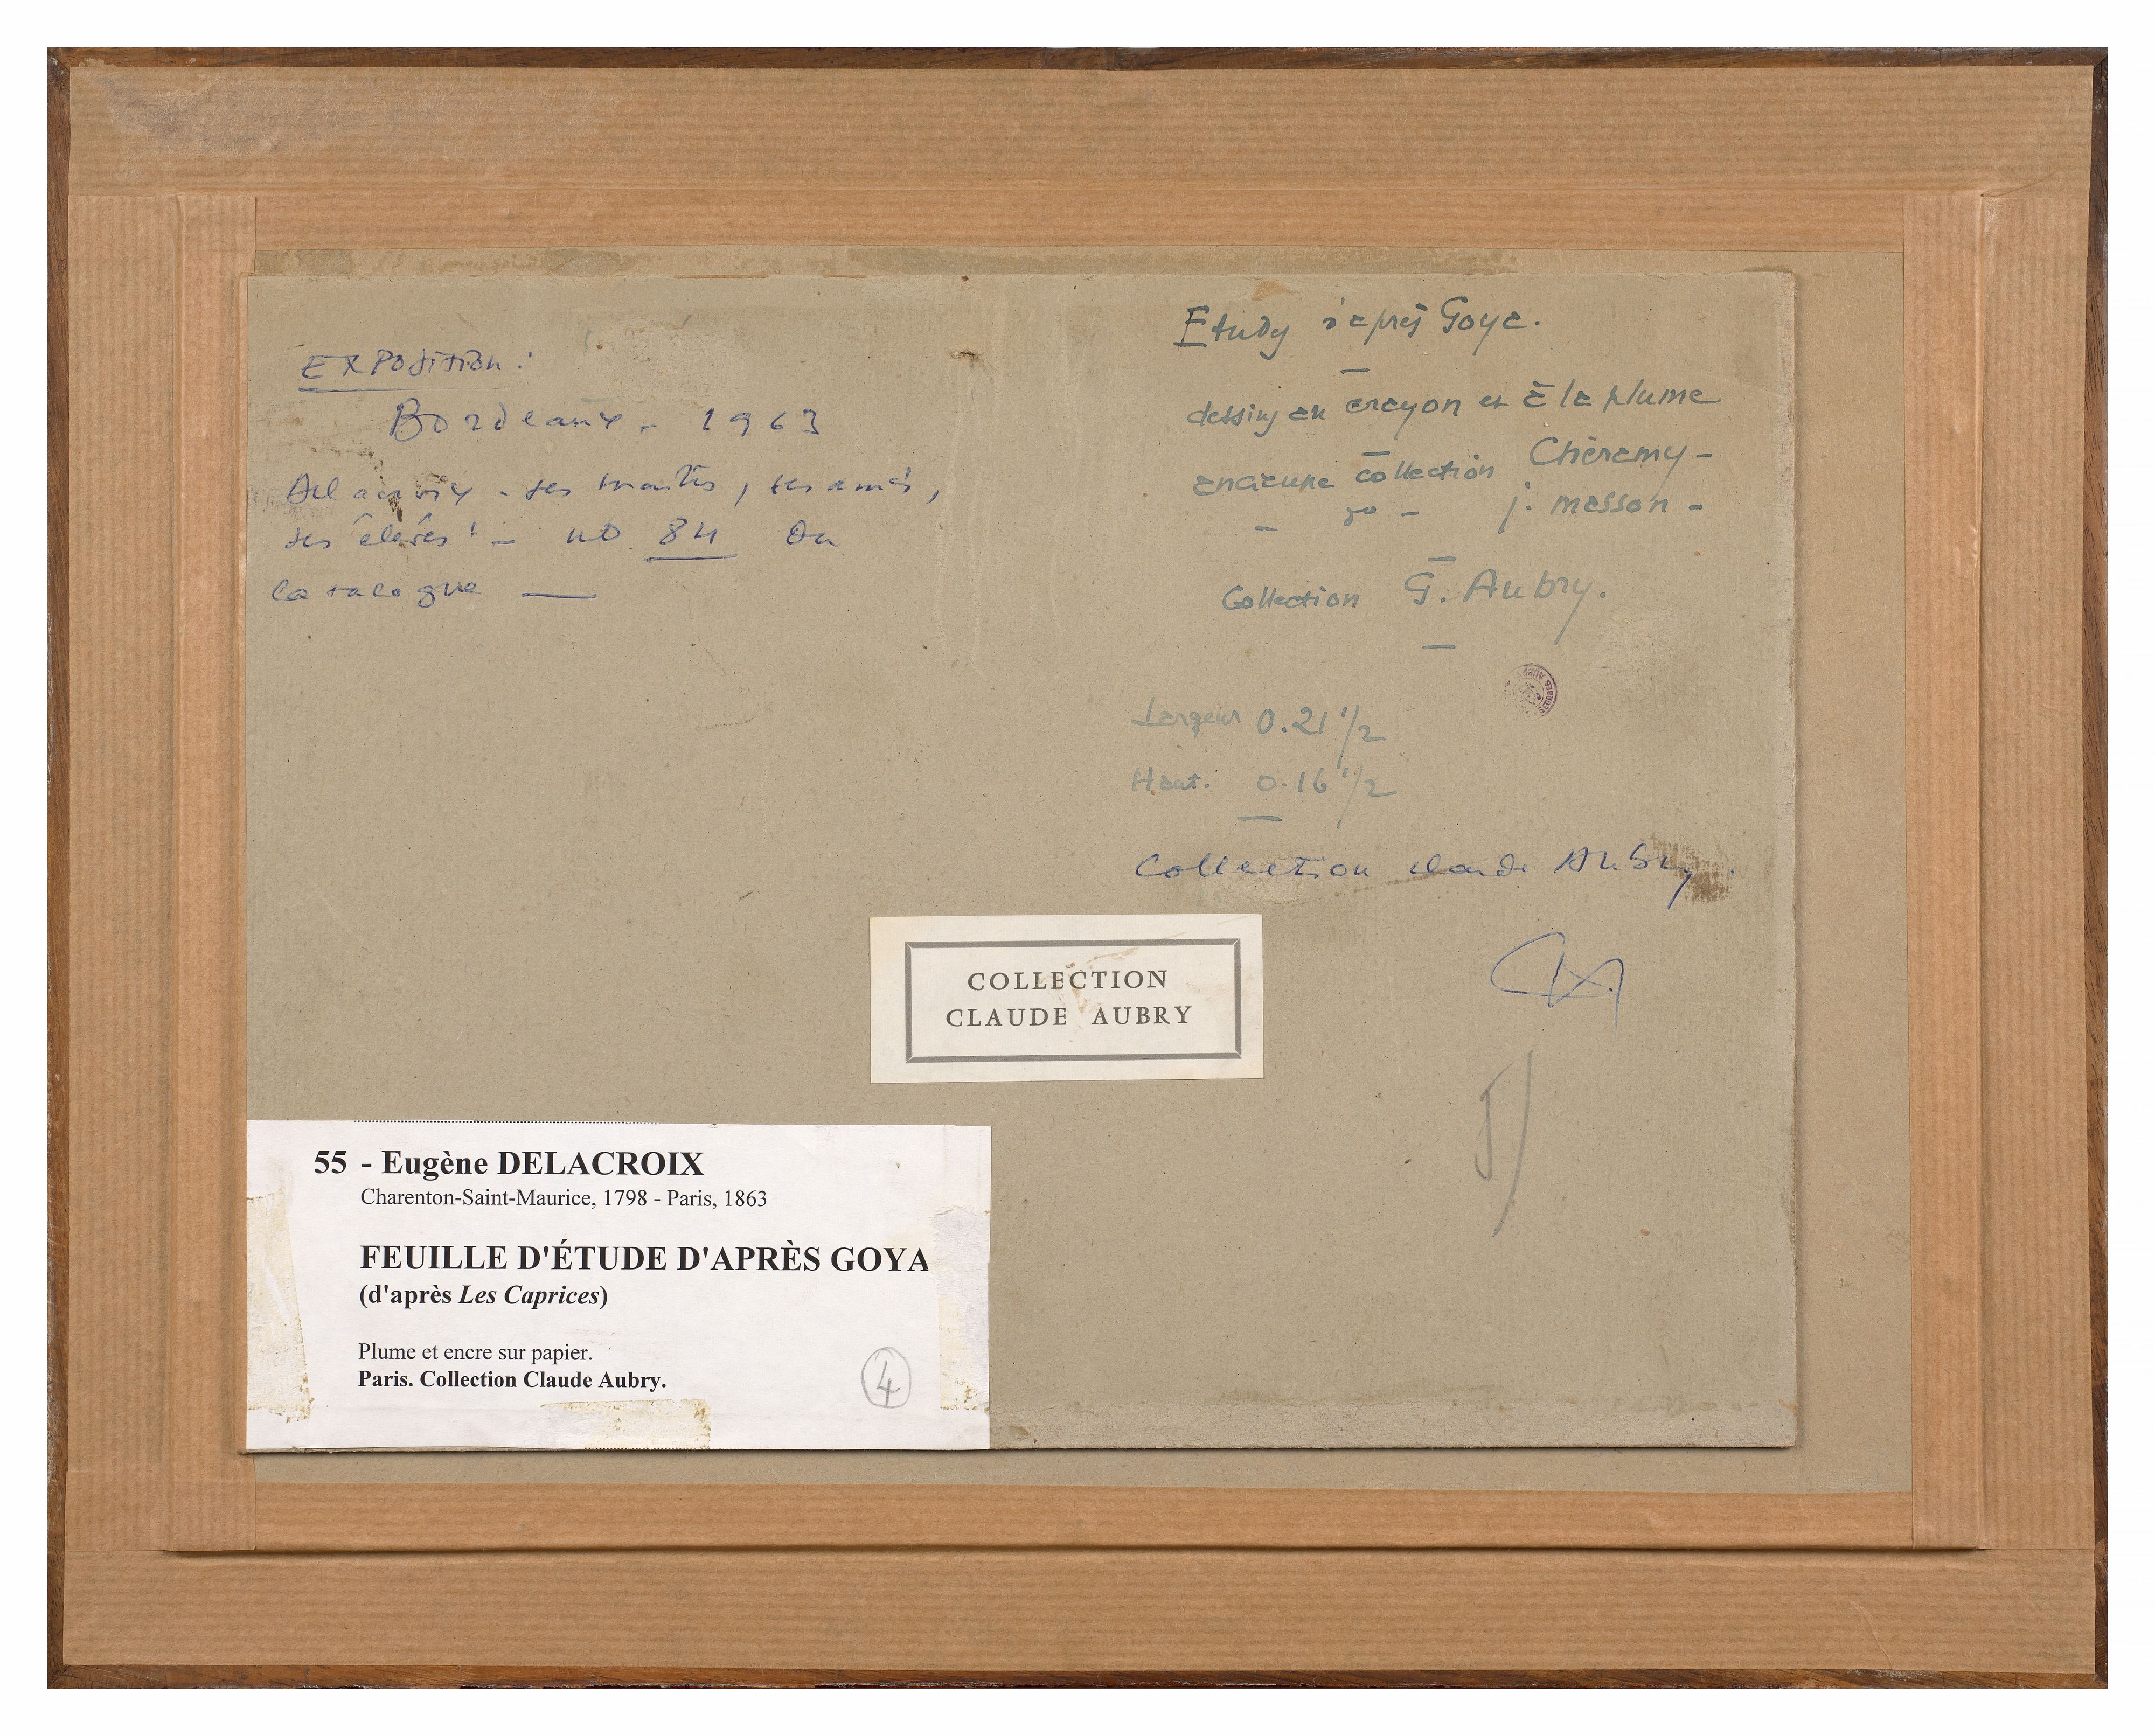 EXPOSITION :
Bordeaux - 1963
Delacroix - ses maîtres, ses amis,
ses élèves" - no 84 du
Catalogue —
Etudes d'après Goya.
—
dessins au crayon et à la plume
—
ancienne collection Chéramy -
- do - j. masson -
—
Collection G. Aubry.
—
Largeur 0.21 1/2
Haut. 0.16 1/2
—
Collection Claude Aubry.
COLLECTION
CLAUDE AUBRY
55 - Eugène DELACROIX
Charenton-Saint-Maurice, 1798 - Paris, 1863
FEUILLE D'ÉTUDE D'APRÈS GOYA
(d'après Les Caprices)
Plume et encre sur papier.
Paris. Collection Claude Aubry.
4